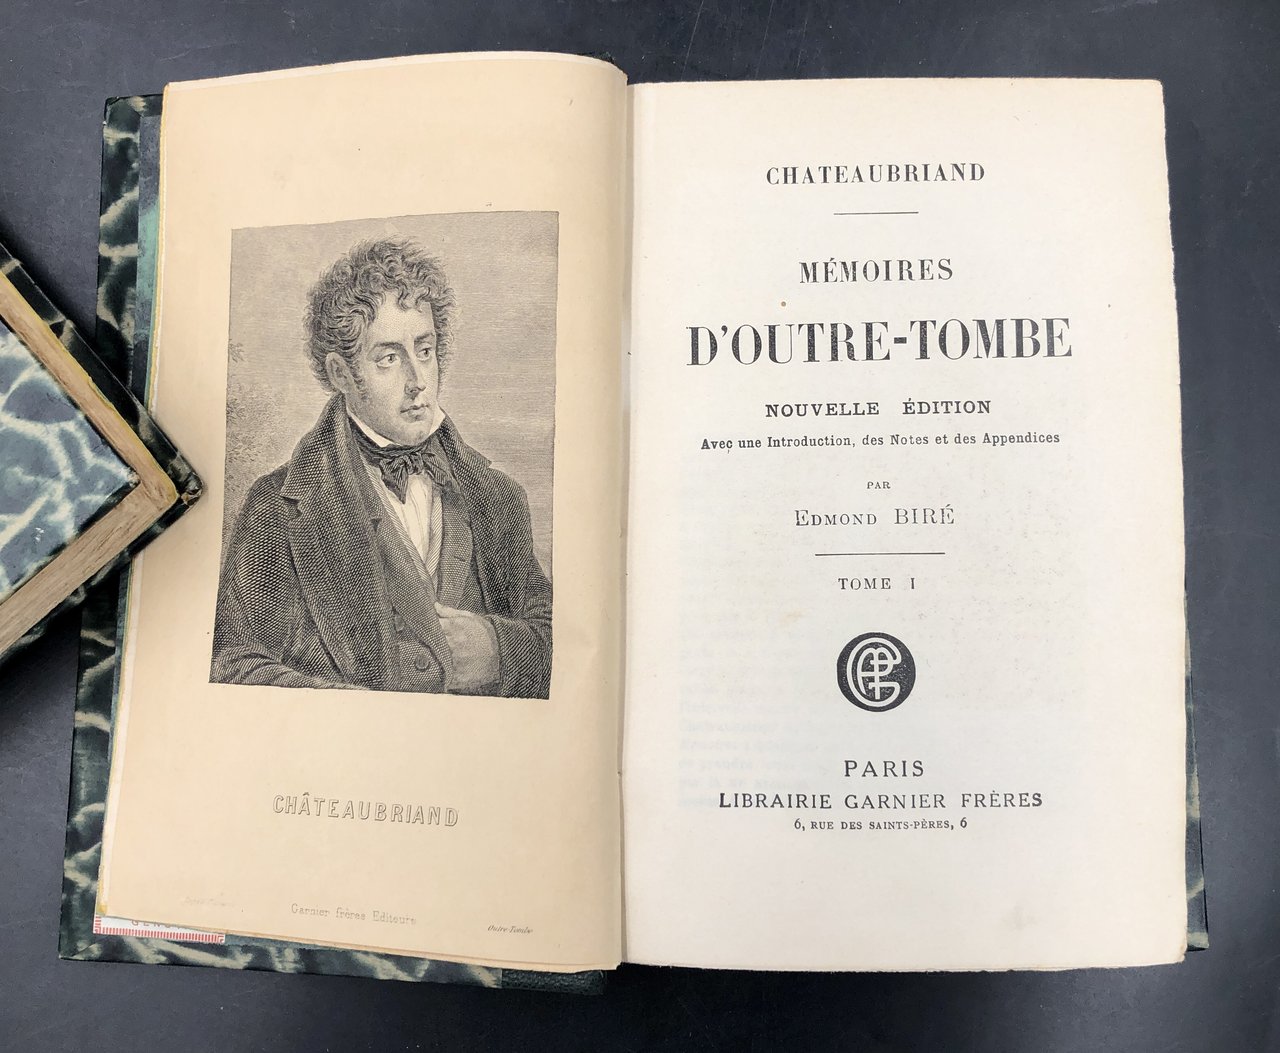 CHÂTEAUBRIAND
Garnier frères Editeurs
Outre-Tombe
CHATEAUBRIAND
MÉMOIRES
D'OUTRE-TOMBE
NOUVELLE ÉDITION
Avec une Introduction, des Notes et des Appendices
PAR
EDMOND BIRÉ
TOME I
PARIS
LIBRAIRIE GARNIER FRÈRES
6, RUE DES SAINTS-PÈRES, 6